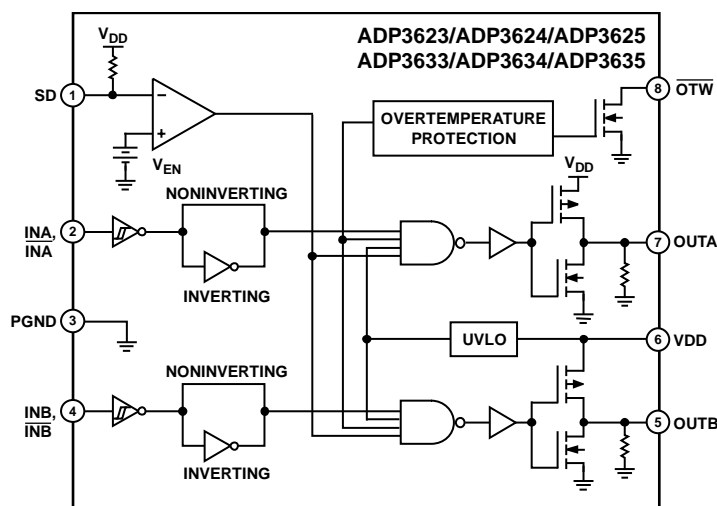 ADP3623/ADP3624/ADP3625
ADP3633/ADP3634/ADP3635
VDD
SD 1
8 OTW
OVERTEMPERATURE
PROTECTION
VEN
VDD
NONINVERTING
INA,
INA
2
7 OUTA
INVERTING
PGND 3
UVLO
6 VDD
NONINVERTING
INB,
INB
4
5 OUTB
INVERTING